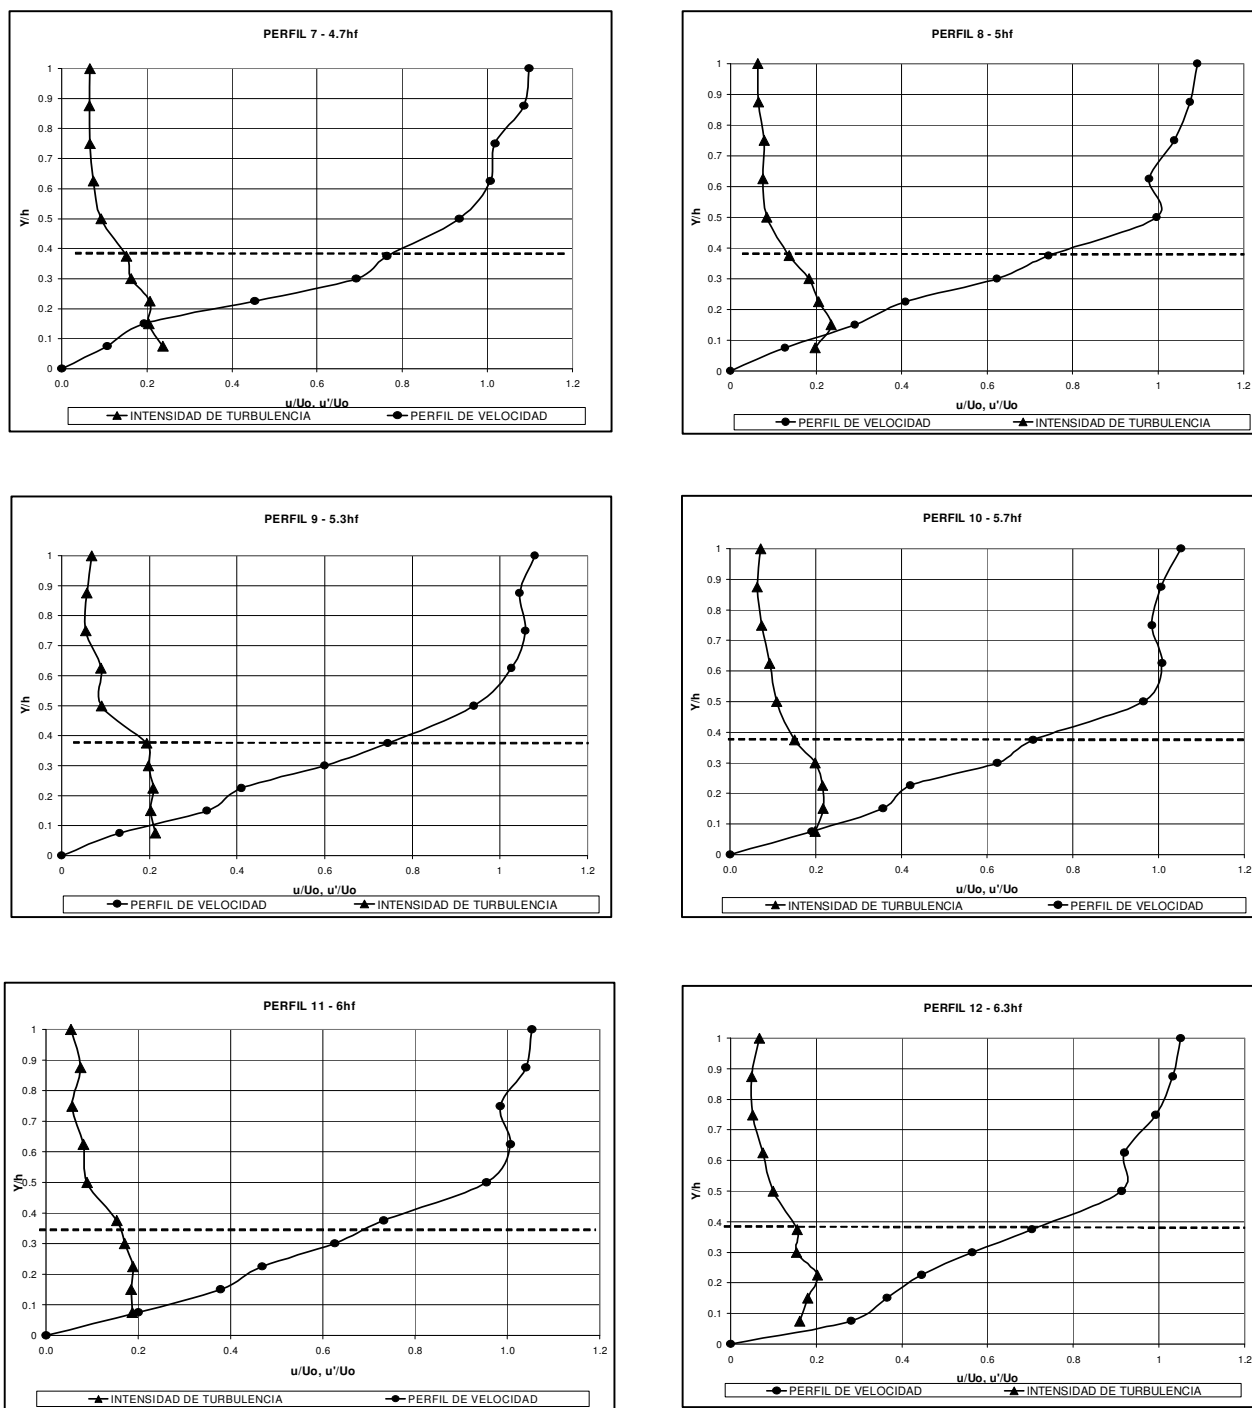 PERFIL 7 - 4.7hf
1
0.9
0.8
0.7
0.6
0.5
0.4
0.3
0.2
0.1
0
Y/h
0.0 0.2 0.4 0.6 0.8 1.0 1.2
u/Uo, u'/Uo
INTENSIDAD DE TURBULENCIA PERFIL DE VELOCIDAD
PERFIL 8 - 5hf
1
0.9
0.8
0.7
0.6
0.5
0.4
0.3
0.2
0.1
0
Y/h
0 0.2 0.4 0.6 0.8 1 1.2
u/Uo, u'/Uo
PERFIL DE VELOCIDAD INTENSIDAD DE TURBULENCIA
PERFIL 9 - 5.3hf
1
0.9
0.8
0.7
0.6
0.5
0.4
0.3
0.2
0.1
0
Y/h
0 0.2 0.4 0.6 0.8 1 1.2
u/Uo, u'/Uo
PERFIL DE VELOCIDAD INTENSIDAD DE TURBULENCIA
PERFIL 10 - 5.7hf
1
0.9
0.8
0.7
0.6
0.5
0.4
0.3
0.2
0.1
0
Y/h
0.0 0.2 0.4 0.6 0.8 1.0 1.2
u/Uo, u'/Uo
INTENSIDAD DE TURBULENCIA PERFIL DE VELOCIDAD
PERFIL 11 - 6hf
1
0.9
0.8
0.7
0.6
0.5
0.4
0.3
0.2
0.1
0
Y/h
0.0 0.2 0.4 0.6 0.8 1.0 1.2
u/Uo, u'/Uo
INTENSIDAD DE TURBULENCIA PERFIL DE VELOCIDAD
PERFIL 12 - 6.3hf
1
0.9
0.8
0.7
0.6
0.5
0.4
0.3
0.2
0.1
0
Y/h
0 0.2 0.4 0.6 0.8 1 1.2
u/Uo, u'/Uo
PERFIL DE VELOCIDAD INTENSIDAD DE TURBULENCIA